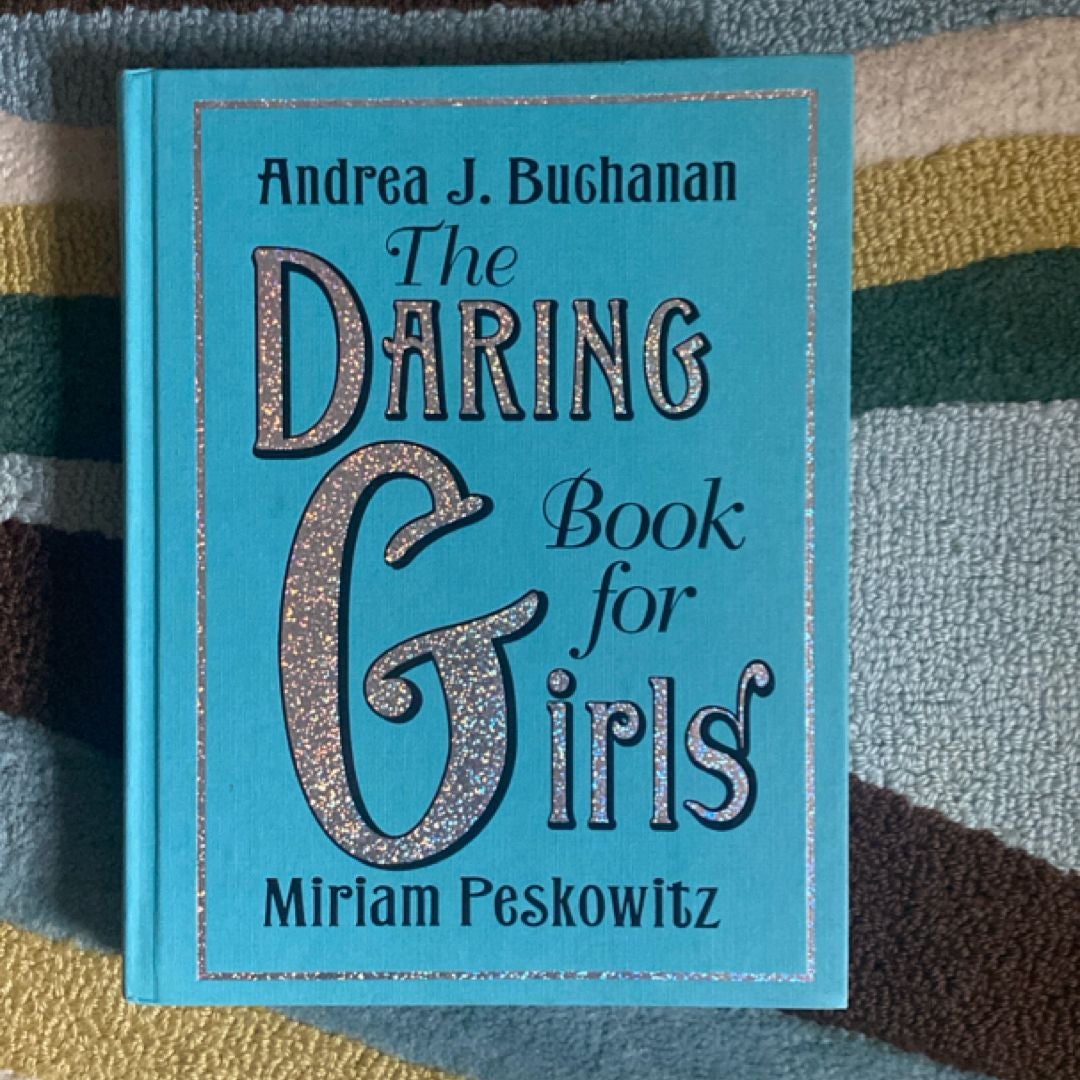 Andrea J. Buchanan
The
DARING
Book
for
Girls
Miriam Peskowitz